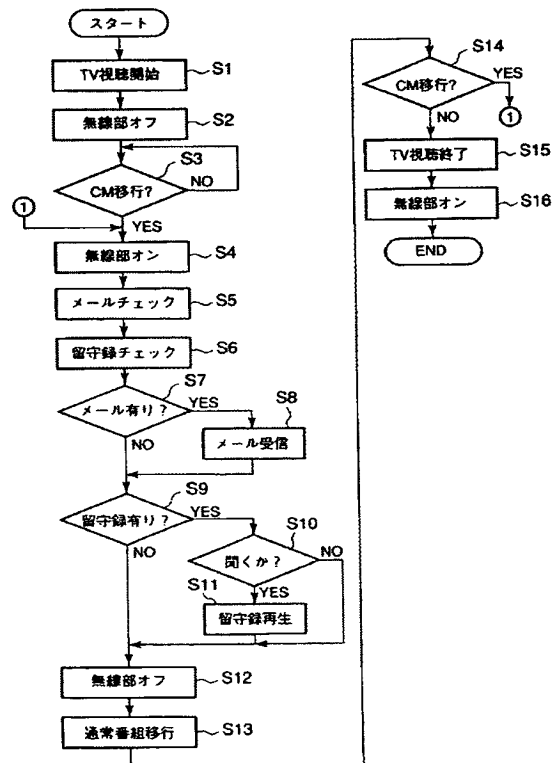 スタート
TV視聴開始 S1
無線部オフ S2
S3
CM移行?
NO
①
YES
無線部オン S4
メールチェック S5
留守録チェック S6
S7
メール有り?
YES
S8
メール受信
NO
S9
留守録有り?
YES
S10
NO
聞くか?
NO
S11
YES
留守録再生
無線部オフ S12
通常番組移行 S13
S14
CM移行?
YES
①
NO
TV視聴終了 S15
無線部オン S16
END